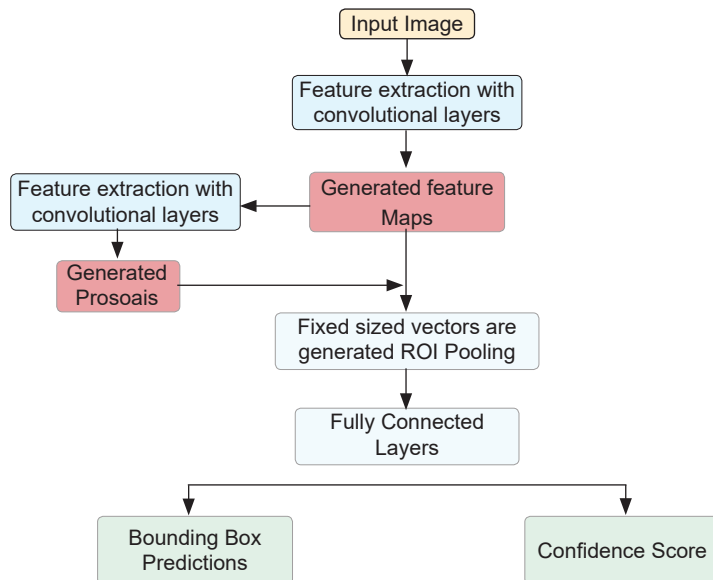 Input Image
Feature extraction with
convolutional layers
Generated feature
Maps
Feature extraction with
convolutional layers
Generated
Prosoais
Fixed sized vectors are
generated ROI Pooling
Fully Connected
Layers
Bounding Box
Predictions
Confidence Score